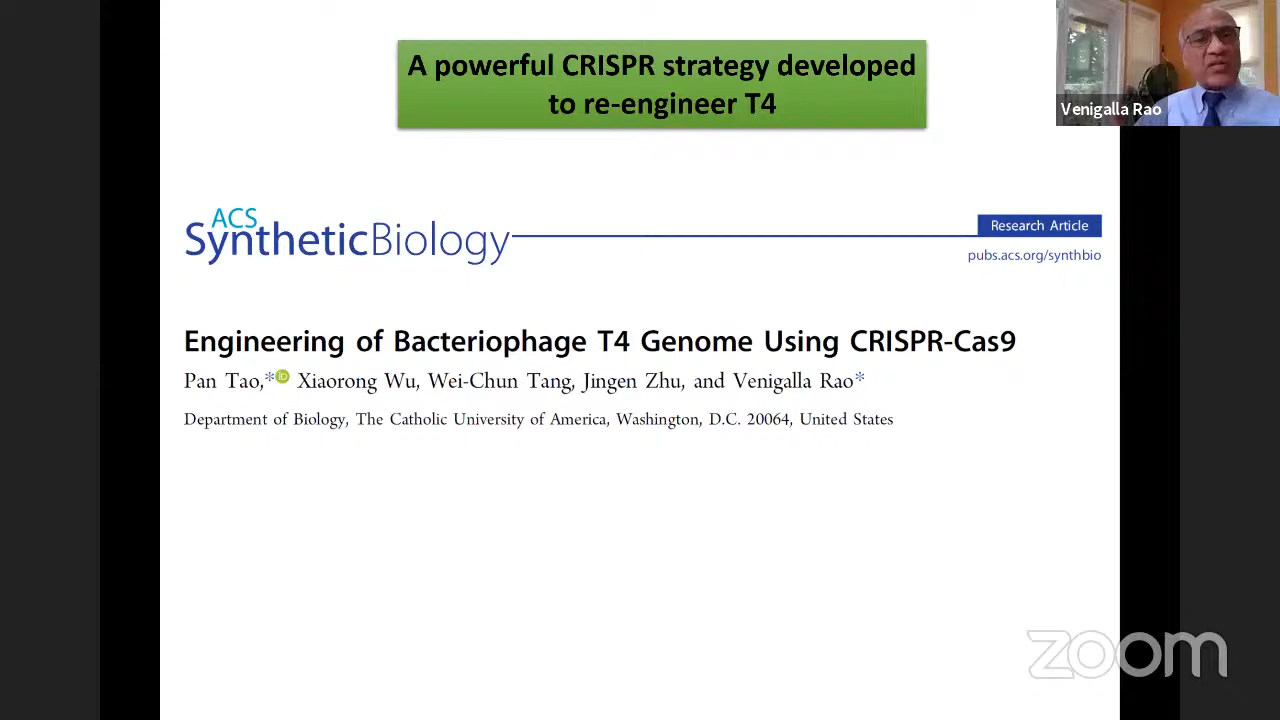 A powerful CRISPR strategy developed
to re-engineer T4
Venigalla Rao
ACS
SyntheticBiology
Research Article
pubs.acs.org/synthbio
Engineering of Bacteriophage T4 Genome Using CRISPR-Cas9
Pan Tao,* iD Xiaorong Wu, Wei-Chun Tang, Jingen Zhu, and Venigalla Rao*
Department of Biology, The Catholic University of America, Washington, D.C. 20064, United States
zoom